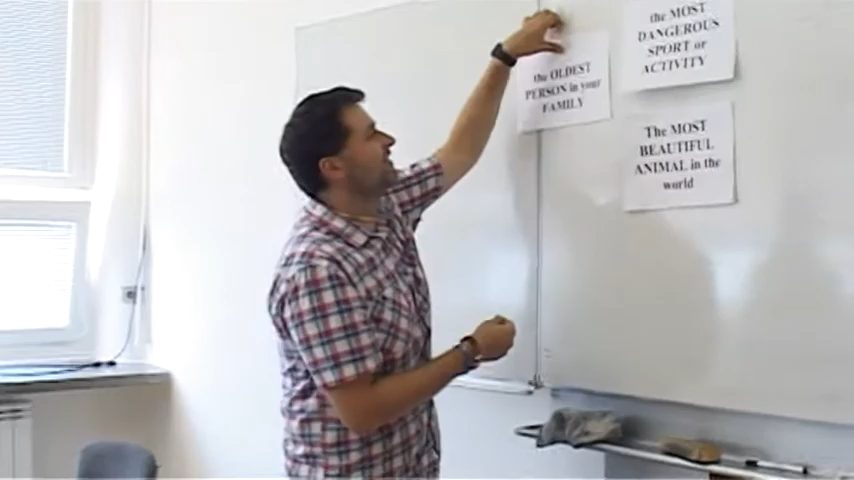 the OLDEST
PERSON in your
FAMILY
the MOST
DANGEROUS
SPORT or
ACTIVITY
The MOST
BEAUTIFUL
ANIMAL in the
world